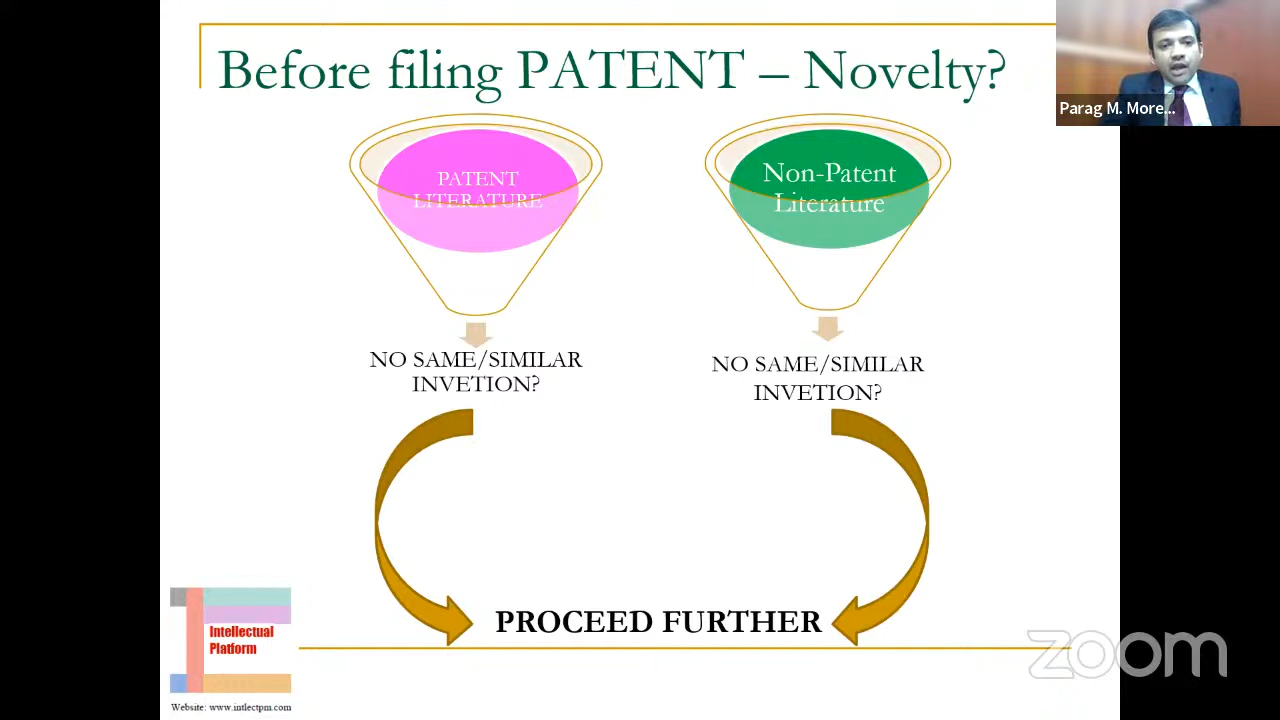 Before filing PATENT – Novelty?
Parag M. More...
PATENT
LITERATURE
Non-Patent
Literature
NO SAME/SIMILAR
INVETION?
NO SAME/SIMILAR
INVETION?
PROCEED FURTHER
Intellectual
Platform
Website: www.intlectpm.com
zoom